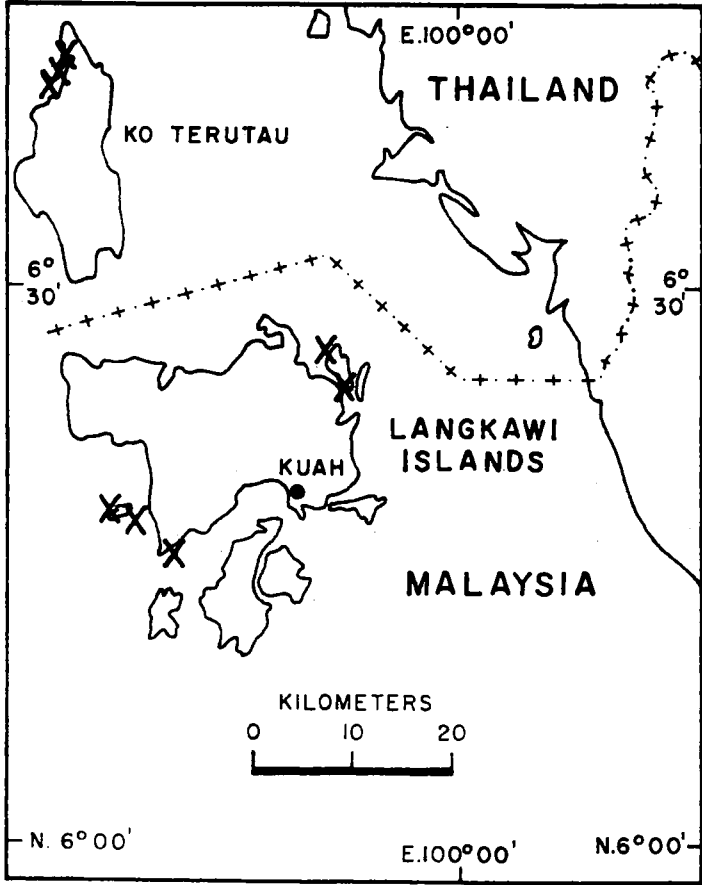 E.100°00'
THAILAND
KO TERUTAU
6°
30'
6°
30'
LANGKAWI
ISLANDS
KUAH
MALAYSIA
KILOMETERS
0 10 20
N. 6°00'
E.100°00'
N.6°00'